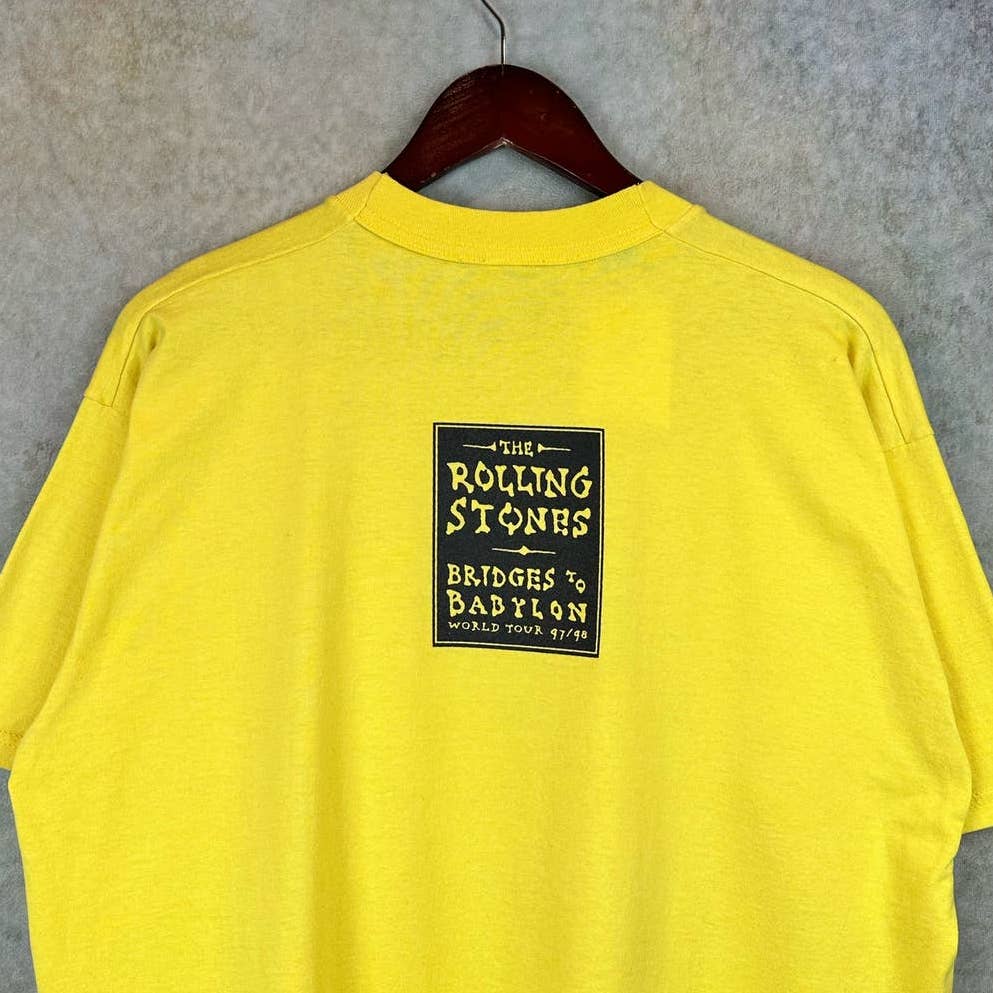 THE
ROLLING
STONES
BRIDGES TO
BABYLON
WORLD TOUR 97/98